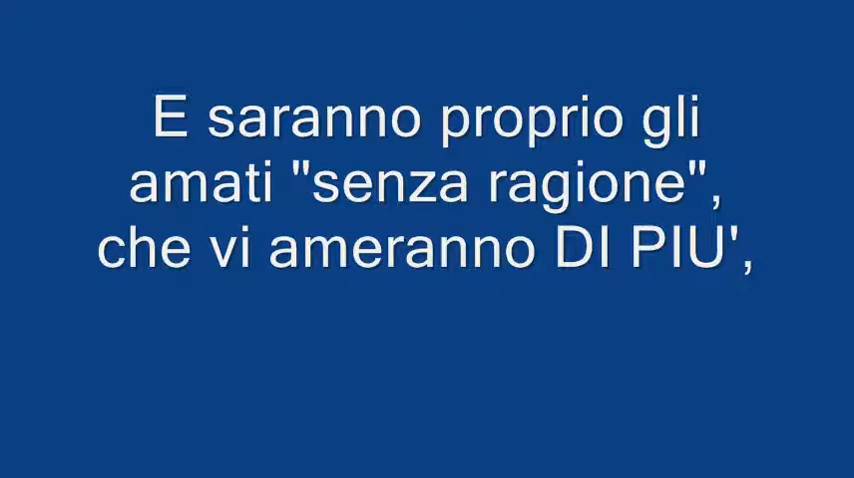 E saranno proprio gli
amati "senza ragione",
che vi ameranno DI PIU',